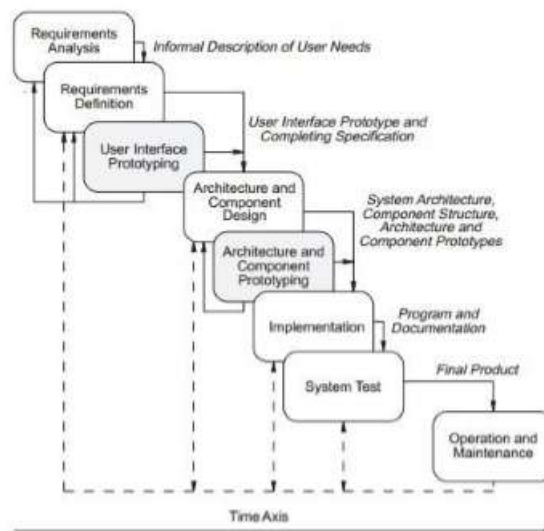 Requirements
Analysis
Informal Description of User Needs
Requirements
Definition
User Interface Prototype and
Completing Specification
User Interface
Prototyping
Architecture and
Component
Design
System Architecture,
Component Structure,
Architecture and
Component Prototypes
Architecture and
Component
Prototyping
Implementation
Program and
Documentation
System Test
Final Product
Operation and
Maintenance
Time Axis